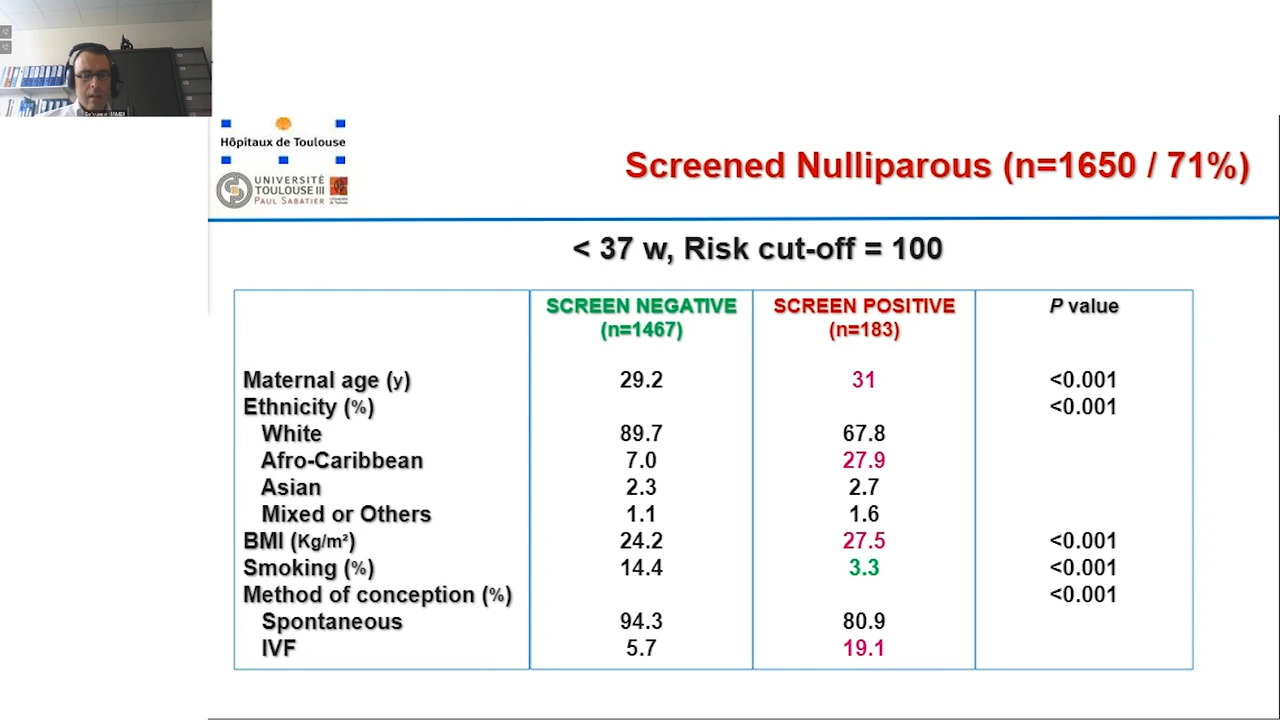 Hôpitaux de Toulouse
UNIVERSITÉ
TOULOUSE III
PAUL SABATIER
Screened Nulliparous (n=1650 / 71%)
< 37 w, Risk cut-off = 100
SCREEN NEGATIVE SCREEN POSITIVE P value
(n=1467) (n=183)
Maternal age (y) 29.2 31 <0.001
Ethnicity (%) <0.001
White 89.7 67.8
Afro-Caribbean 7.0 27.9
Asian 2.3 2.7
Mixed or Others 1.1 1.6
BMI (Kg/m²) 24.2 27.5 <0.001
Smoking (%) 14.4 3.3 <0.001
Method of conception (%) <0.001
Spontaneous 94.3 80.9
IVF 5.7 19.1